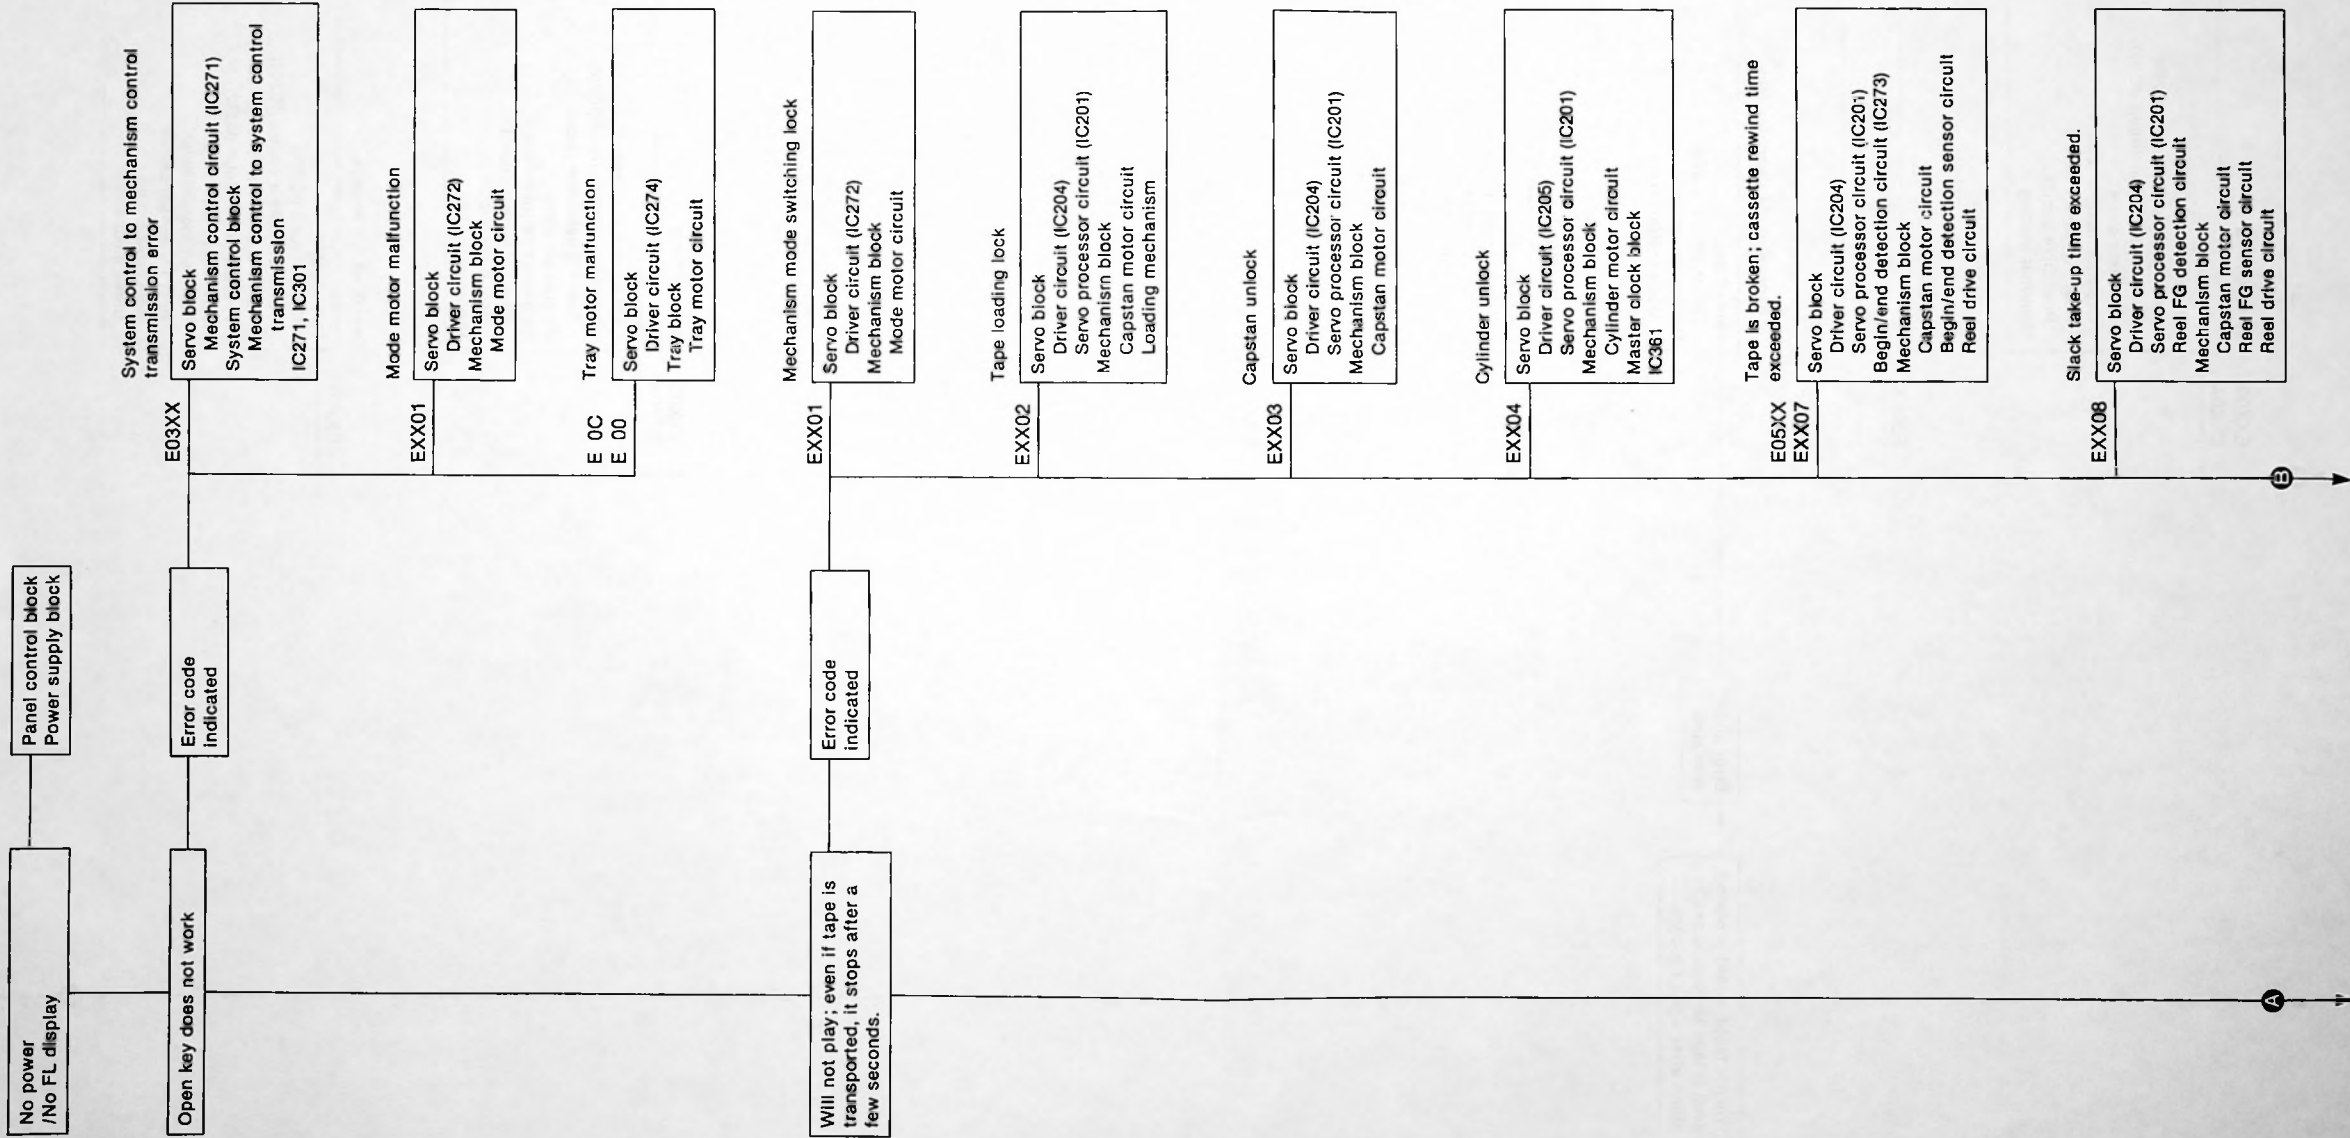 No power
/No FL display
Panel control block
Power supply block
Open key does not work
Error code
indicated
E03XX
System control to mechanism control
transmission error
Servo block
Mechanism control circuit (IC271)
System control block
Mechanism control to system control
transmission
IC271, IC301
EXX01
Mode motor malfunction
Servo block
Driver circuit (IC272)
Mechanism block
Mode motor circuit
E 0C
E 00
Tray motor malfunction
Servo block
Driver circuit (IC274)
Tray block
Tray motor circuit
Will not play; even if tape is
transported, it stops after a
few seconds.
Error code
indicated
EXX01
Mechanism mode switching lock
Servo block
Driver circuit (IC272)
Mechanism block
Mode motor circuit
EXX02
Tape loading lock
Servo block
Driver circuit (IC204)
Servo processor circuit (IC201)
Mechanism block
Capstan motor circuit
Loading mechanism
EXX03
Capstan unlock
Servo block
Driver circuit (IC204)
Servo processor circuit (IC201)
Mechanism block
Capstan motor circuit
EXX04
Cylinder unlock
Servo block
Driver circuit (IC205)
Servo processor circuit (IC201)
Mechanism block
Cylinder motor circuit
Master clock block
IC361
E05XX
EXX07
Tape is broken; cassette rewind time
exceeded.
Servo block
Driver circuit (IC204)
Servo processor circuit (IC201)
Begin/end detection circuit (IC273)
Mechanism block
Capstan motor circuit
Begin/end detection sensor circuit
Reel drive circuit
EXX08
Slack take-up time exceeded.
Servo block
Driver circuit (IC204)
Servo processor circuit (IC201)
Reel FG detection circuit
Mechanism block
Capstan motor circuit
Reel FG sensor circuit
Reel drive circuit
A
B